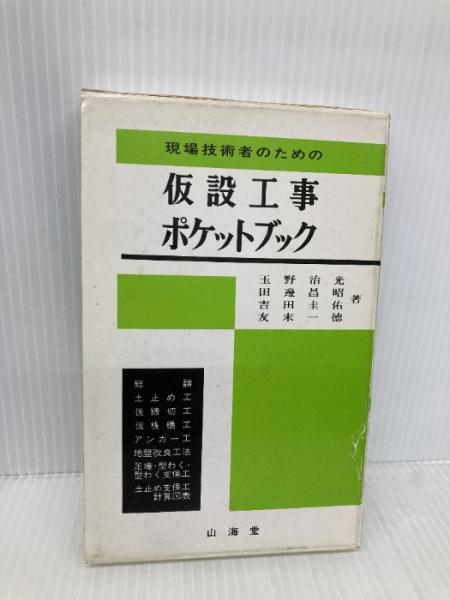 現場技術者のための
仮設工事
ポケットブック
玉野治光
田邊昌昭
吉田圭佑
友末一徳
著
総論
土止め工
仮締切工
仮桟橋工
アンカー工
地盤改良工法
足場・型わく・
型わく支保工
土止め支保工
計算図表
山海堂